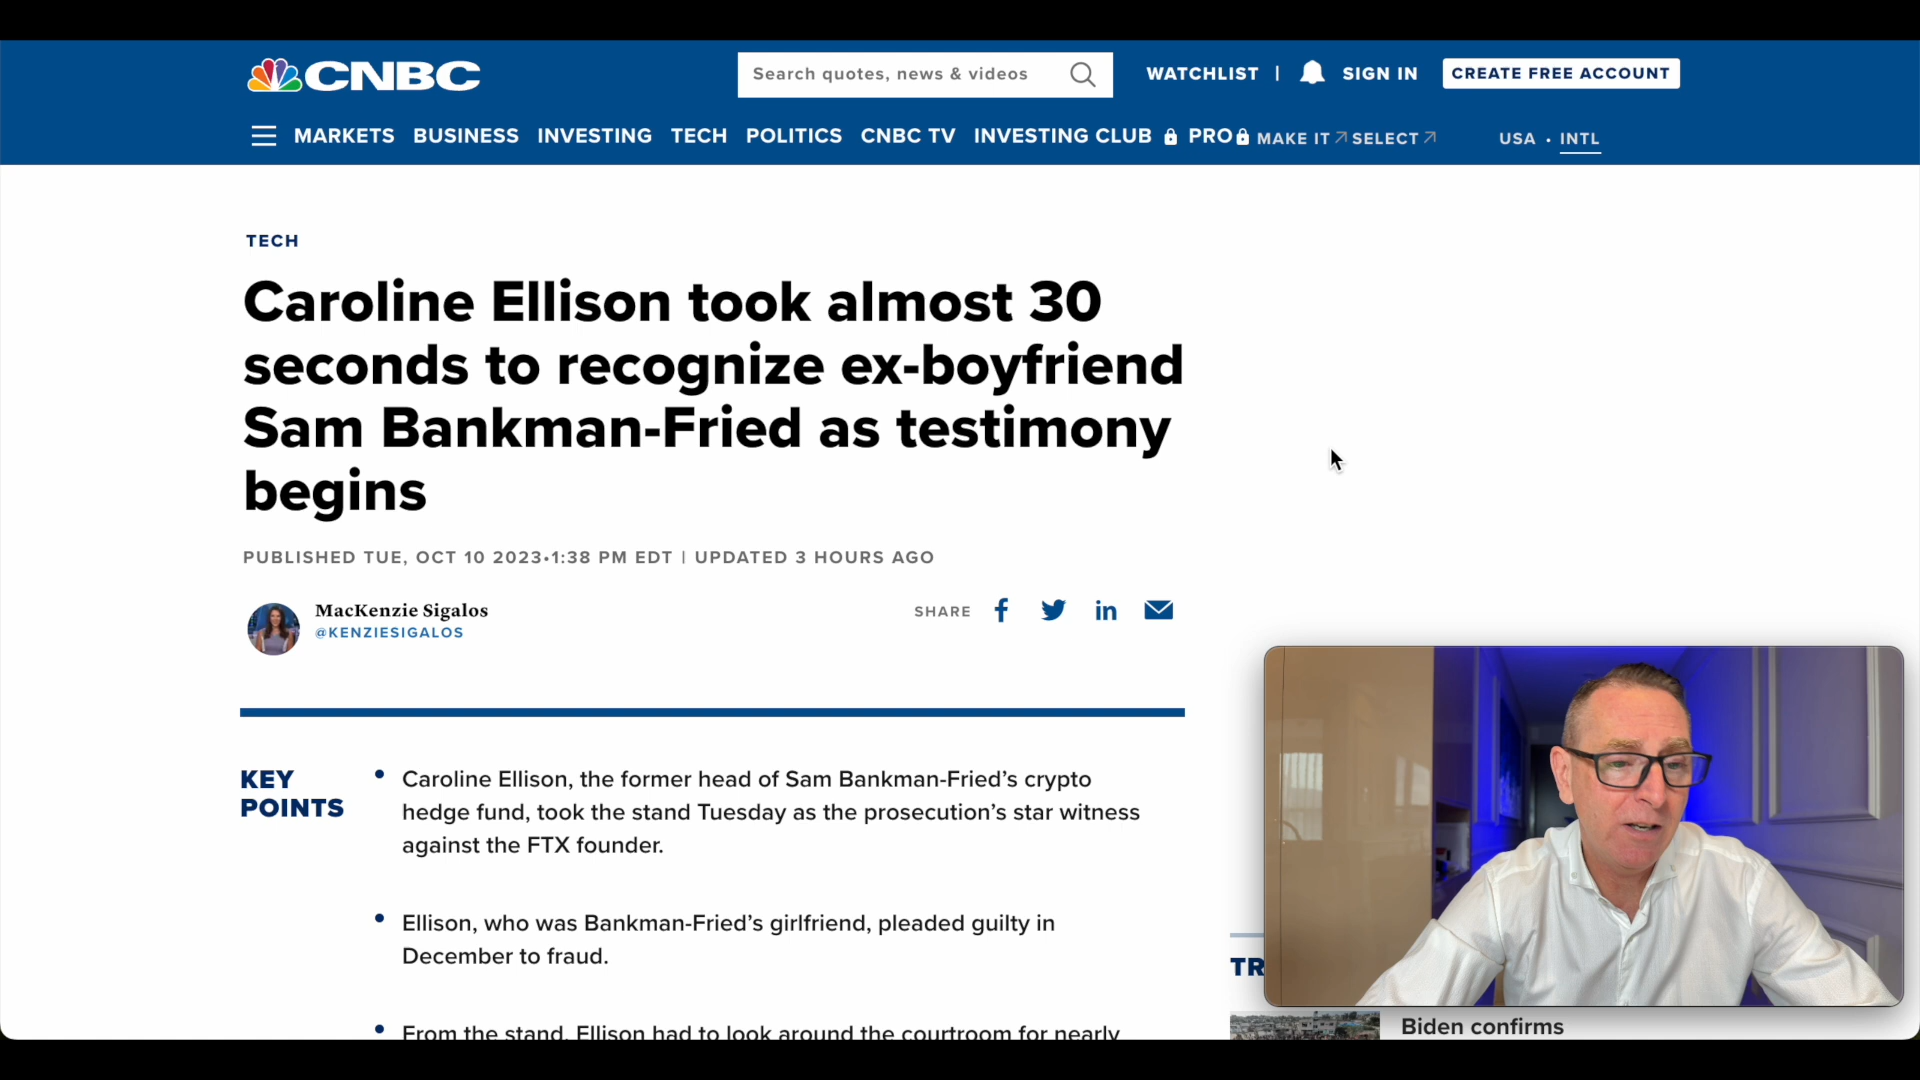 CNBC
Search quotes, news & videos
WATCHLIST |
SIGN IN
CREATE FREE ACCOUNT
MARKETS BUSINESS INVESTING TECH POLITICS CNBC TV INVESTING CLUB PRO MAKE IT SELECT USA • INTL
TECH
Caroline Ellison took almost 30
seconds to recognize ex-boyfriend
Sam Bankman-Fried as testimony
begins
PUBLISHED TUE, OCT 10 2023•1:38 PM EDT | UPDATED 3 HOURS AGO
MacKenzie Sigalos
@KENZIESIGALOS
SHARE
KEY
POINTS
• Caroline Ellison, the former head of Sam Bankman-Fried’s crypto
hedge fund, took the stand Tuesday as the prosecution’s star witness
against the FTX founder.
• Ellison, who was Bankman-Fried’s girlfriend, pleaded guilty in
December to fraud.
• From the stand, Ellison had to look around the courtroom for nearly
TR
Biden confirms